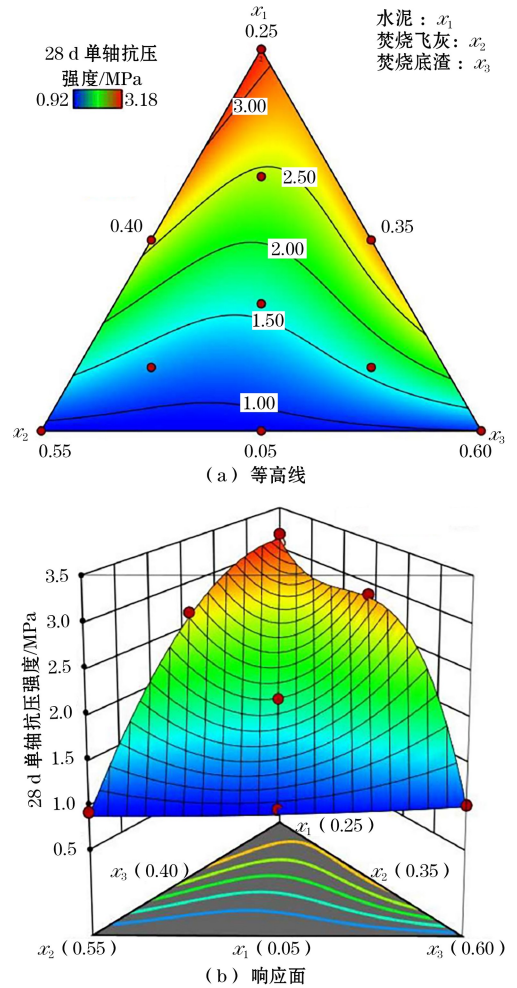 x₁
0.25
水泥：x₁
焚烧飞灰：x₂
焚烧底渣：x₃
28 d 单轴抗压
强度/MPa
0.92 3.18
3.00
2.50
0.40 0.35
2.00
1.50
1.00
x₂ x₃
0.55 0.05 0.60
（a）等高线
28 d 单轴抗压强度/MPa
3.5
3.0
2.5
2.0
1.5
1.0
0.5
x₁（0.25）
x₃（0.40） x₂（0.35）
x₂（0.55） x₁（0.05） x₃（0.60）
（b）响应面